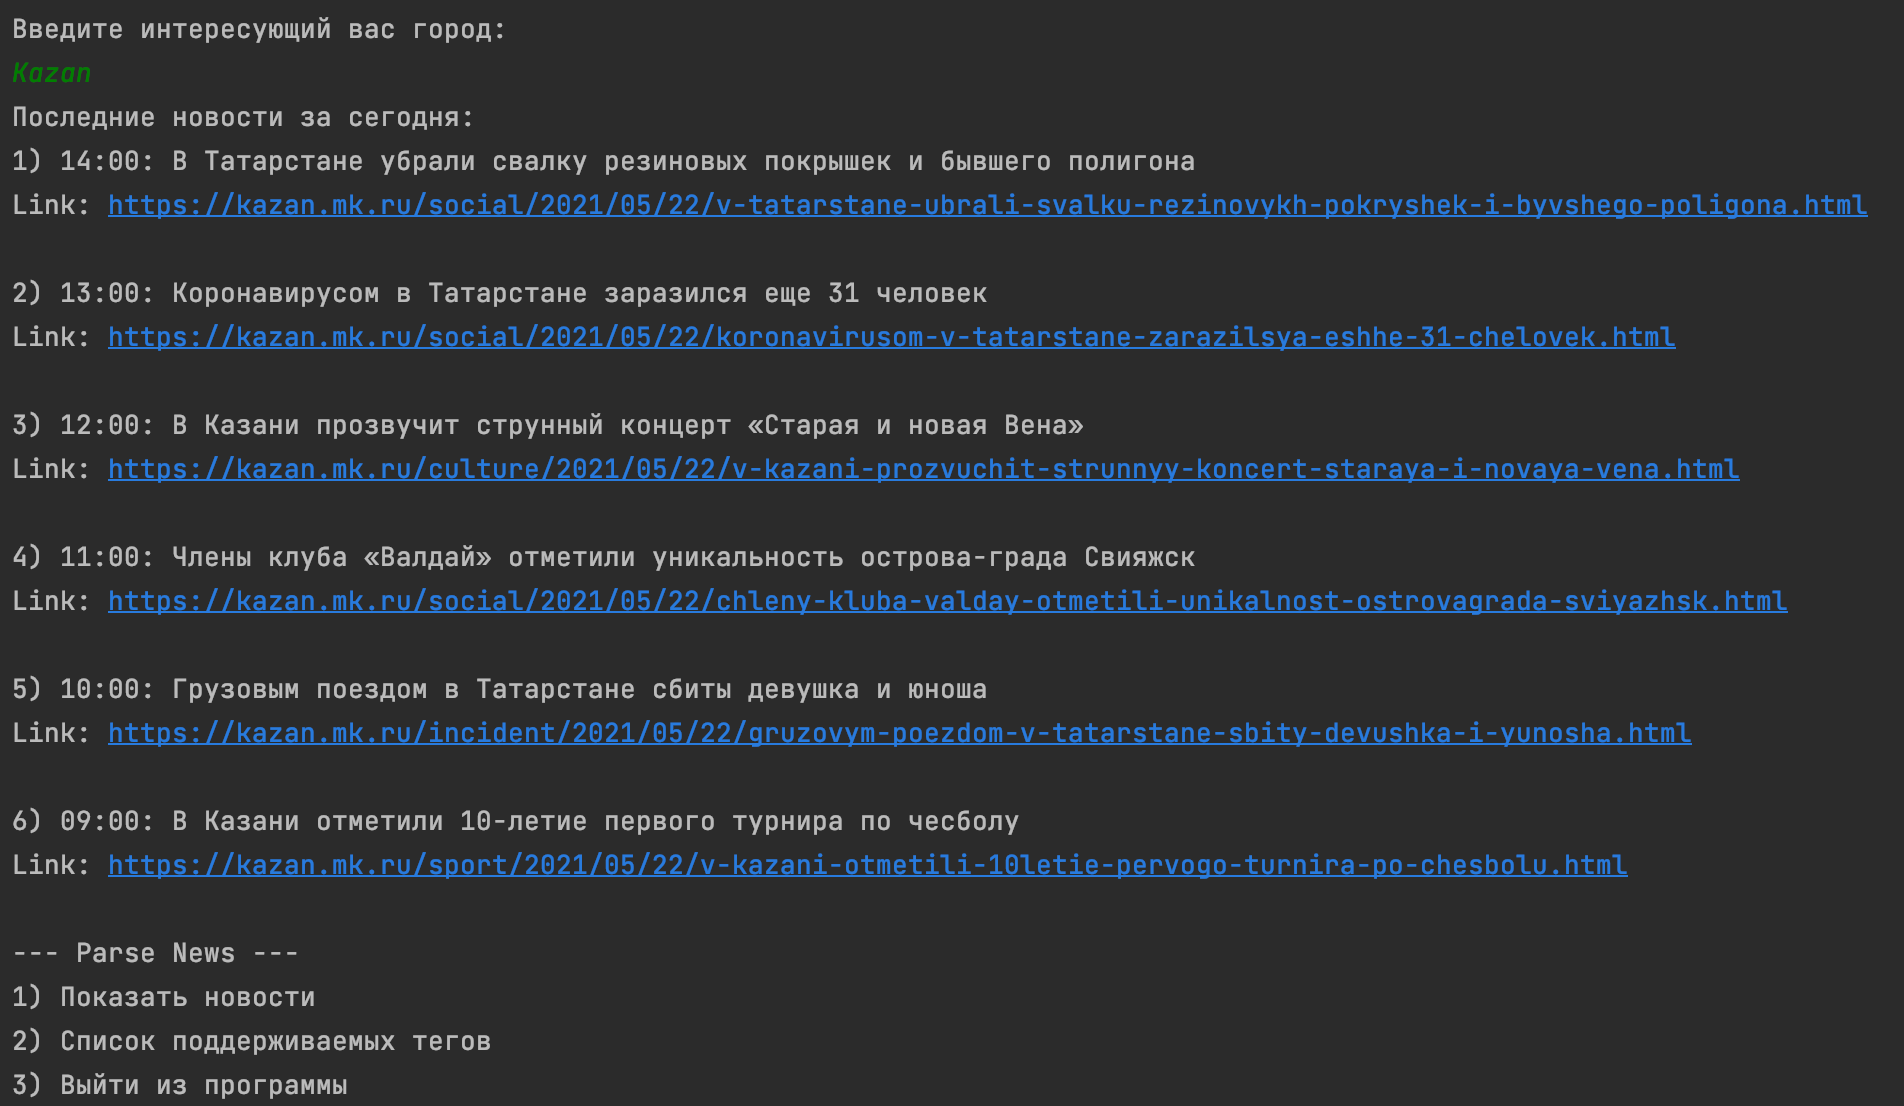 Введите интересующий вас город:
Kazan
Последние новости за сегодня:
1) 14:00: В Татарстане убрали свалку резиновых покрышек и бывшего полигона
Link: https://kazan.mk.ru/social/2021/05/22/v-tatarstane-ubrali-svalku-rezinovykh-pokryshek-i-byvshego-poligona.html
2) 13:00: Коронавирусом в Татарстане заразился еще 31 человек
Link: https://kazan.mk.ru/social/2021/05/22/koronavirusom-v-tatarstane-zarazilsya-eshhe-31-chelovek.html
3) 12:00: В Казани прозвучит струнный концерт «Старая и новая Вена»
Link: https://kazan.mk.ru/culture/2021/05/22/v-kazani-prozvuchit-strunnyy-koncert-staraya-i-novaya-vena.html
4) 11:00: Члены клуба «Валдай» отметили уникальность острова-града Свияжск
Link: https://kazan.mk.ru/social/2021/05/22/chleny-kluba-valday-otmetili-unikalnost-ostrovagrada-sviyazhsk.html
5) 10:00: Грузовым поездом в Татарстане сбиты девушка и юноша
Link: https://kazan.mk.ru/incident/2021/05/22/gruzovym-poezdom-v-tatarstane-sbity-devushka-i-yunosha.html
6) 09:00: В Казани отметили 10-летие первого турнира по чесболу
Link: https://kazan.mk.ru/sport/2021/05/22/v-kazani-otmetili-10letie-pervogo-turnira-po-chesbolu.html
--- Parse News ---
1) Показать новости
2) Список поддерживаемых тегов
3) Выйти из программы